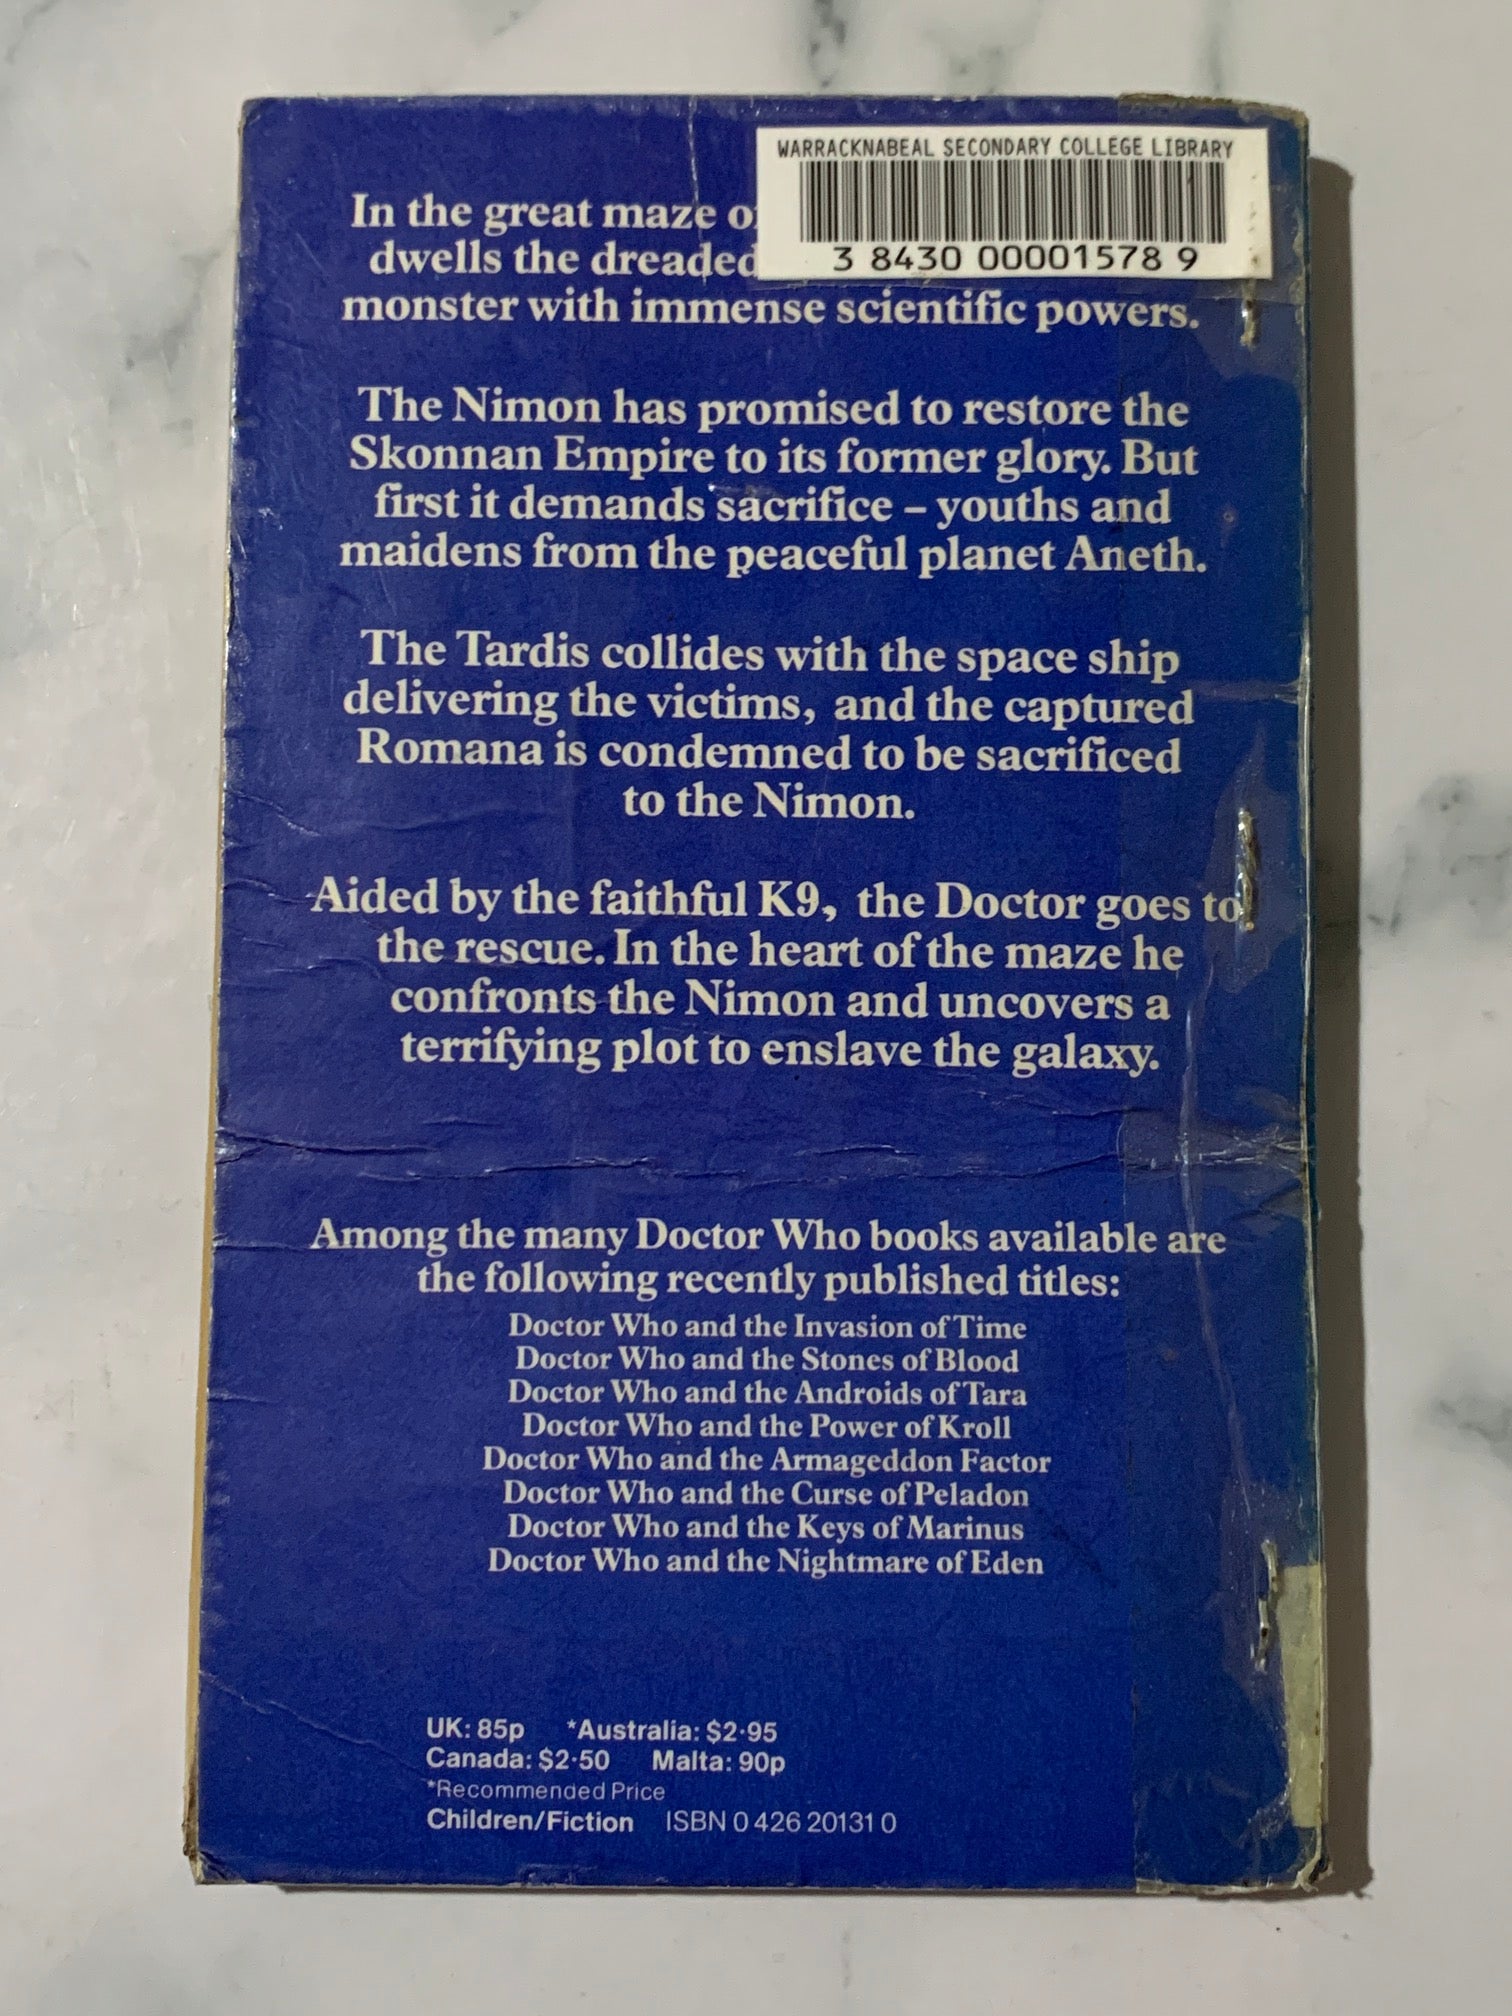 WARRACKNABEAL SECONDARY COLLEGE LIBRARY
3 8430 00001578 9
In the great maze
dwells the dreaded
monster with immense scientific powers.
The Nimon has promised to restore the
Skonnan Empire to its former glory. But
first it demands sacrifice – youths and
maidens from the peaceful planet Aneth.
The Tardis collides with the space ship
delivering the victims, and the captured
Romana is condemned to be sacrificed
to the Nimon.
Aided by the faithful K9, the Doctor goes to
the rescue. In the heart of the maze he
confronts the Nimon and uncovers a
terrifying plot to enslave the galaxy.
Among the many Doctor Who books available are
the following recently published titles:
Doctor Who and the Invasion of Time
Doctor Who and the Stones of Blood
Doctor Who and the Androids of Tara
Doctor Who and the Power of Kroll
Doctor Who and the Armageddon Factor
Doctor Who and the Curse of Peladon
Doctor Who and the Keys of Marinus
Doctor Who and the Nightmare of Eden
UK: 85p *Australia: $2·95
Canada: $2·50 Malta: 90p
*Recommended Price
Children/Fiction ISBN 0 426 20131 0